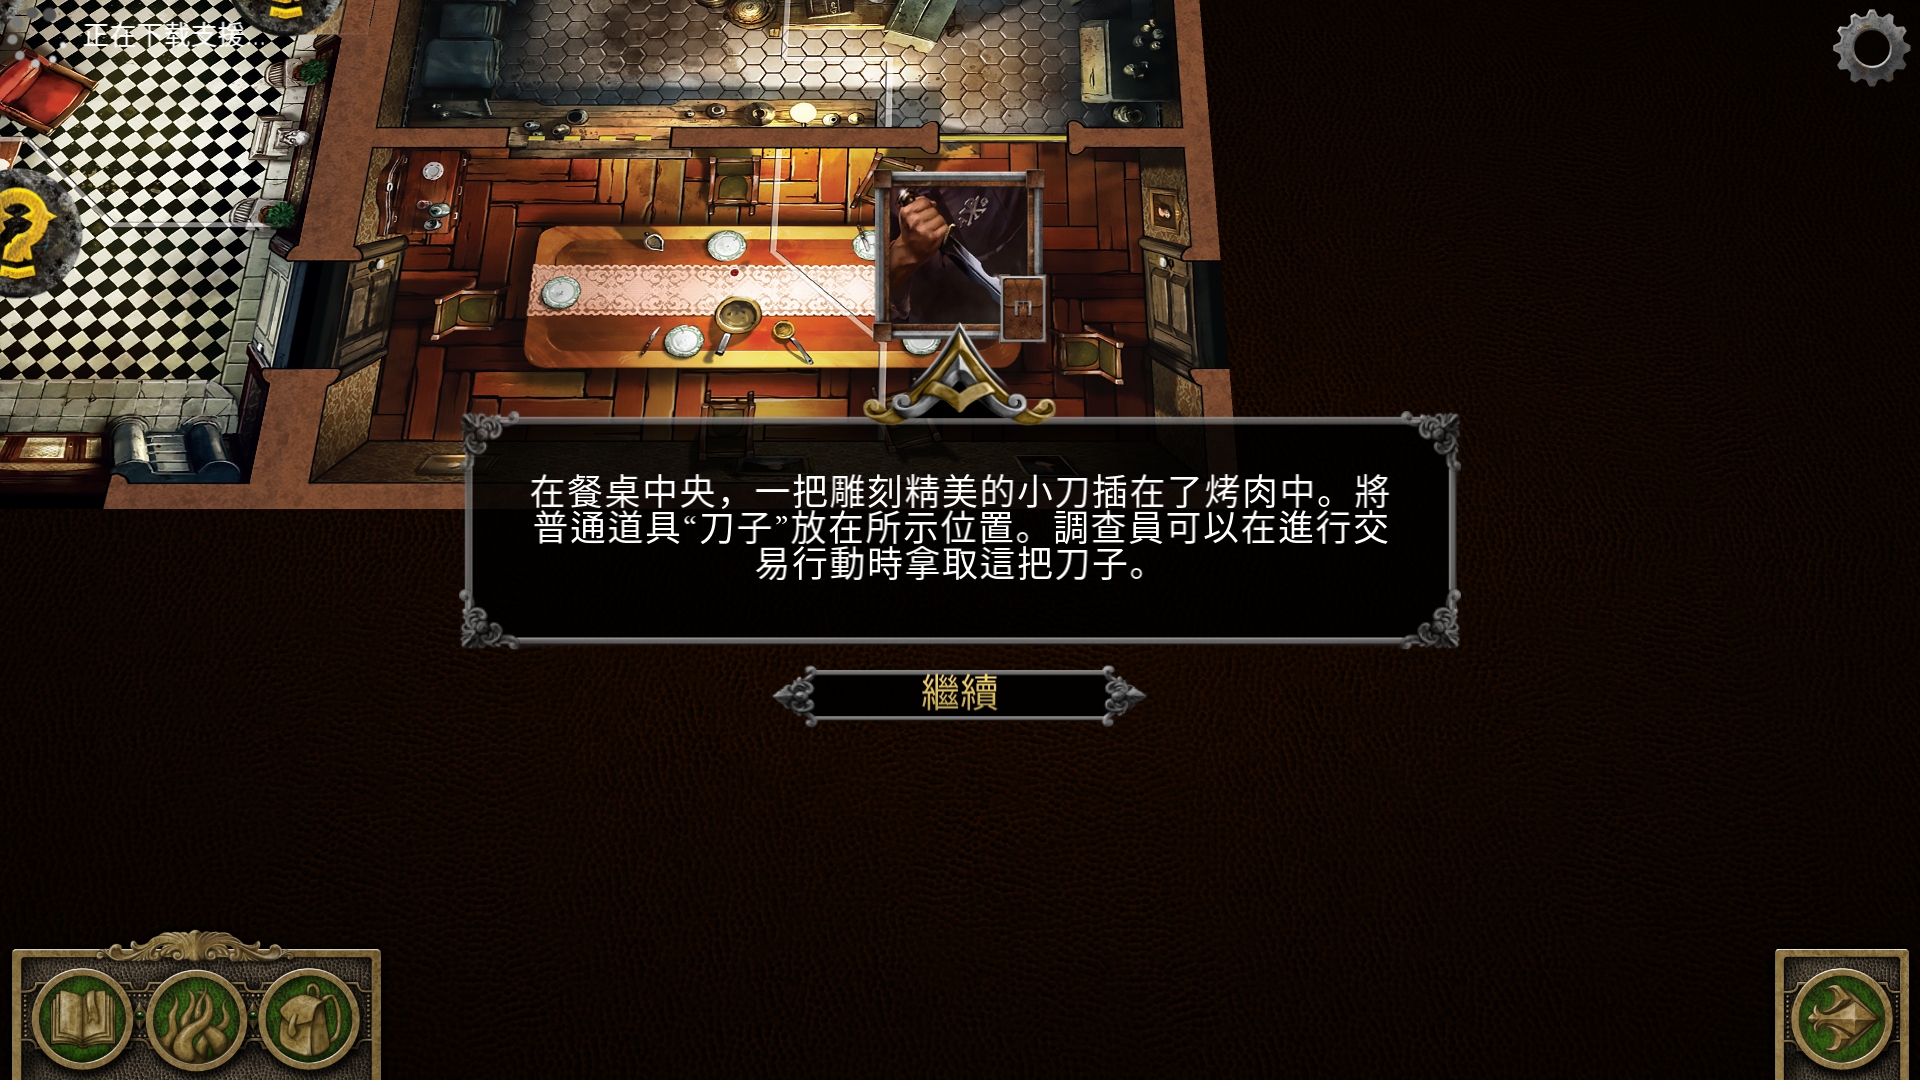 正在下载支援...
在餐桌中央，一把雕刻精美的小刀插在了烤肉中。將
普通道具“刀子”放在所示位置。調查員可以在進行交
易行動時拿取這把刀子。
繼續